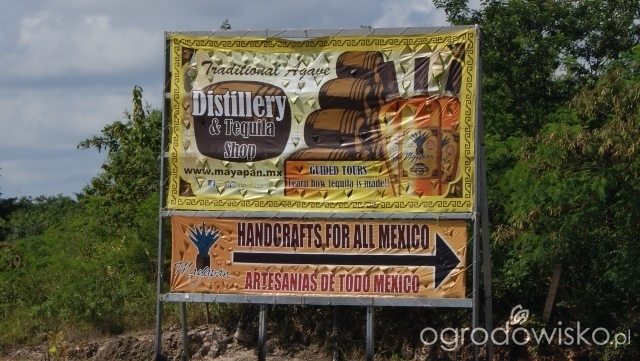 Traditional Agave
Distillery
& Tequila
Shop
www.mayapan.mx
GUIDED TOURS
Learn how tequila is made!!
Mayapan
HANDCRAFTS, FOR ALL MEXICO
Mayapan
ARTESANIAS DE TODO MEXICO
ogrodowisko.pl